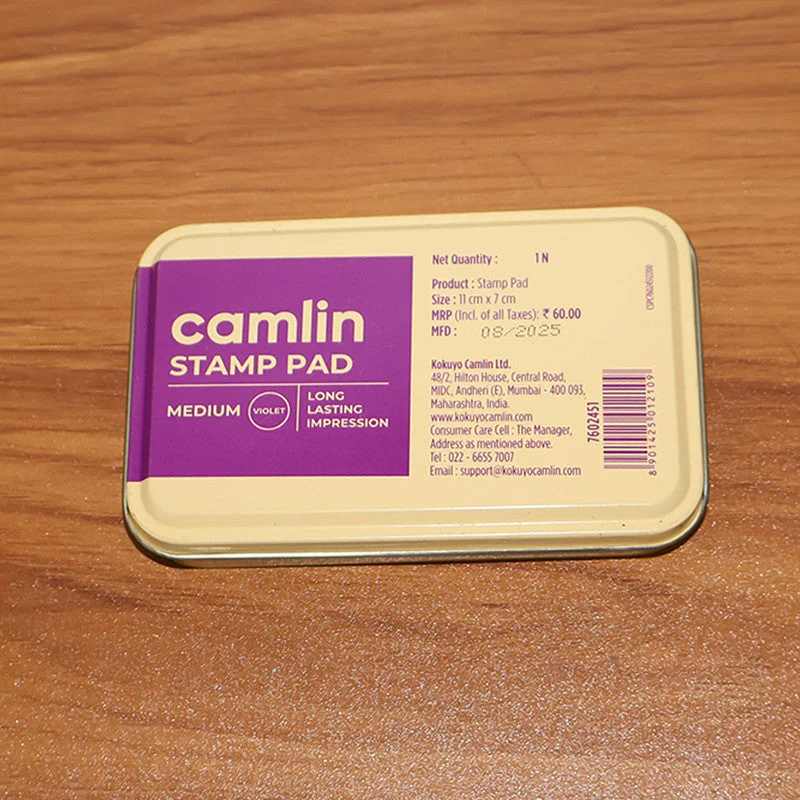 camlin
STAMP PAD
MEDIUM
VIOLET
LONG
LASTING
IMPRESSION
Net Quantity : 1 N
Product : Stamp Pad
Size : 11 cm x 7 cm
MRP (Incl. of all Taxes): ₹ 60.00
MFD : 08/2025
Kokuyo Camlin Ltd.
48/2, Hilton House, Central Road,
MIDC, Andheri (E), Mumbai - 400 093,
Maharashtra, India.
www.kokuyocamlin.com
Consumer Care Cell : The Manager,
Address as mentioned above.
Tel : 022 - 6655 7007
Email : support@kokuyocamlin.com
7602451
8 901425 012109